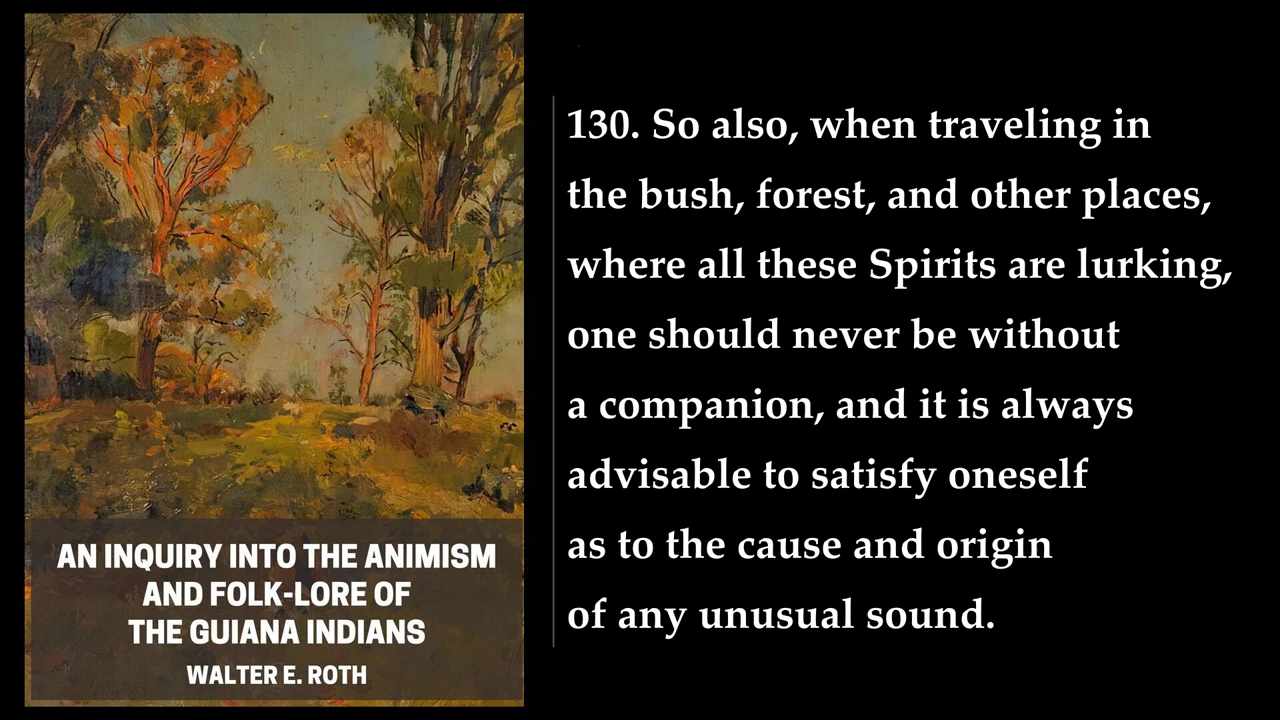 130. So also, when traveling in
the bush, forest, and other places,
where all these Spirits are lurking,
one should never be without
a companion, and it is always
advisable to satisfy oneself
as to the cause and origin
of any unusual sound.
AN INQUIRY INTO THE ANIMISM
AND FOLK-LORE OF
THE GUIANA INDIANS
WALTER E. ROTH